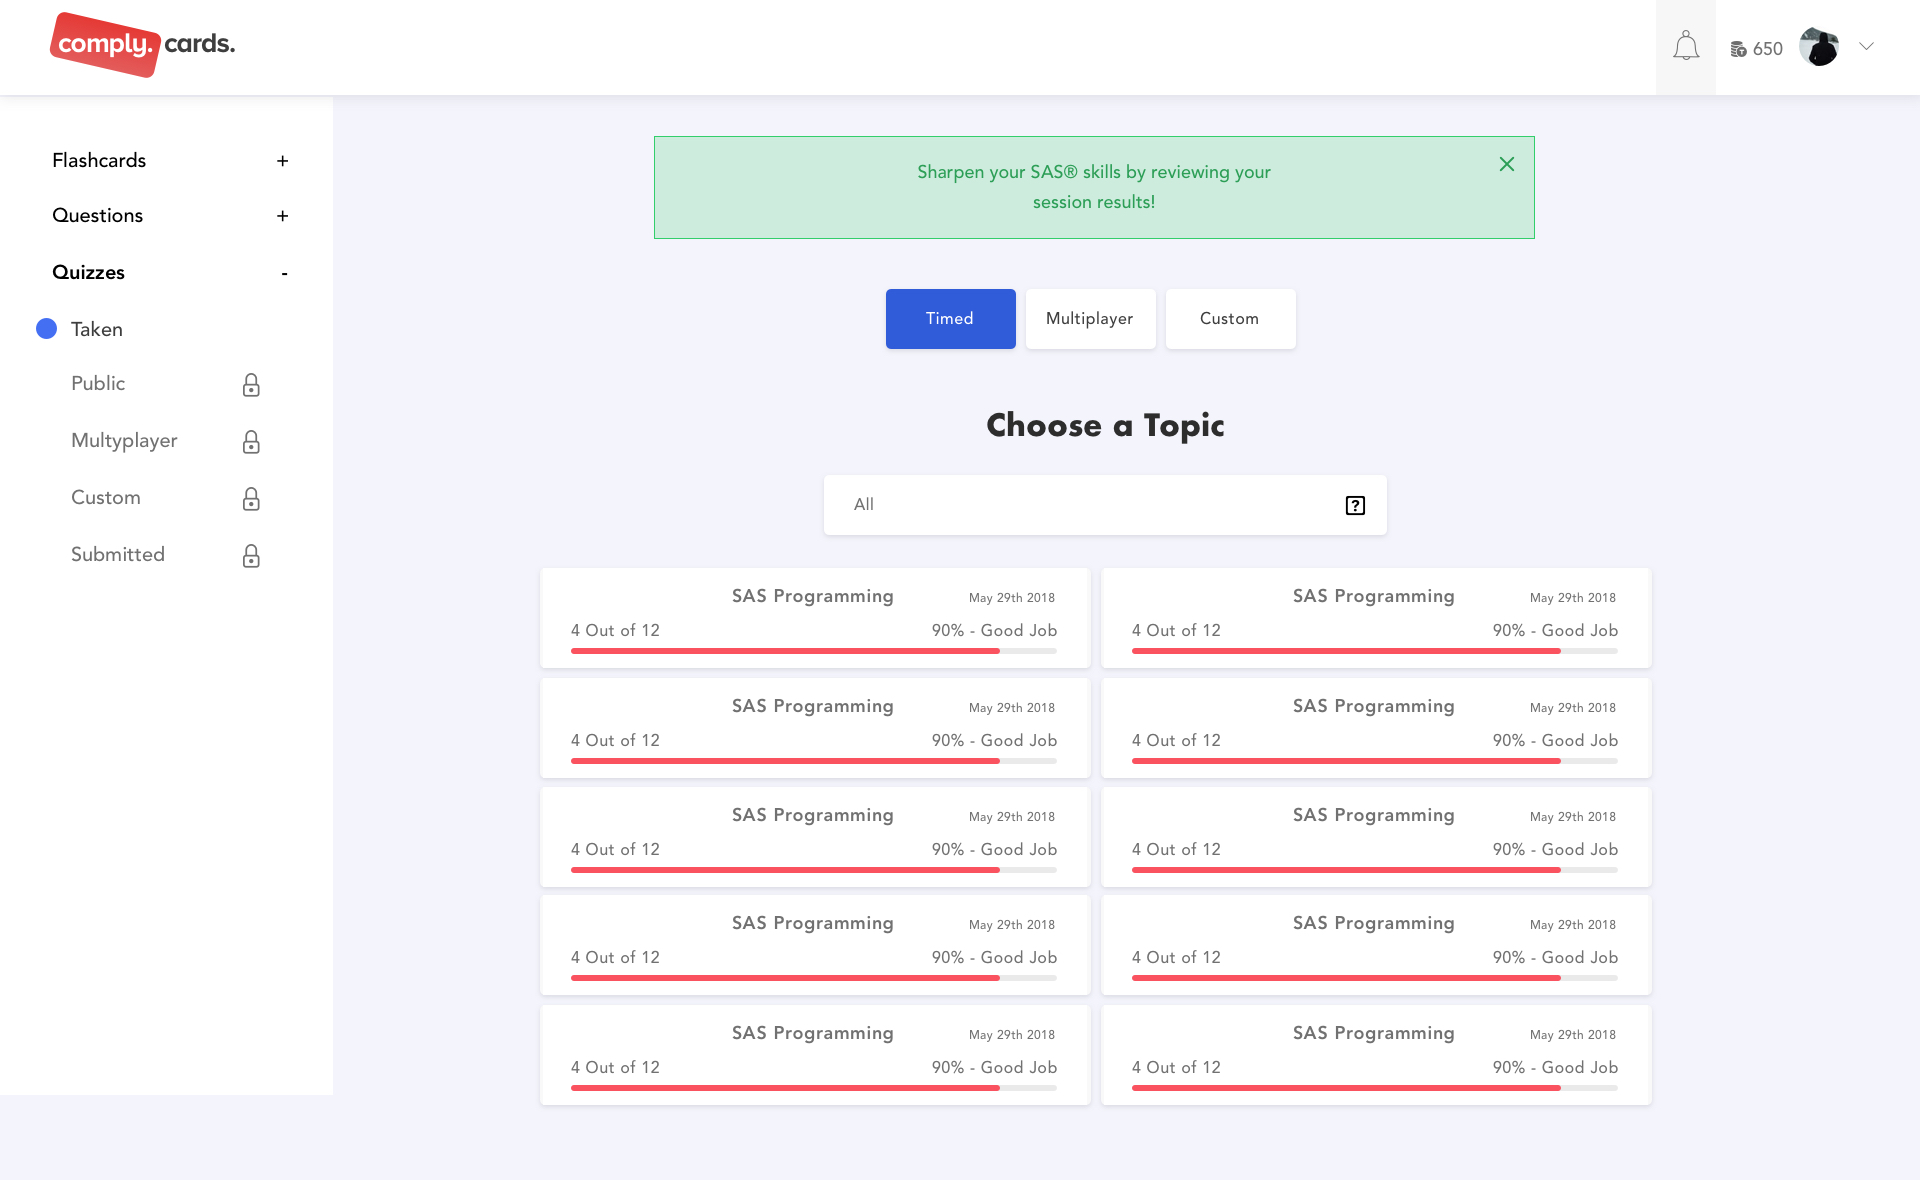 comply. cards.
650
Flashcards +
Questions +
Quizzes -
Taken
Public
Multyplayer
Custom
Submitted
Sharpen your SAS® skills by reviewing your
session results!
Timed Multiplayer Custom
Choose a Topic
All
SAS Programming May 29th 2018
4 Out of 12 90% - Good Job
SAS Programming May 29th 2018
4 Out of 12 90% - Good Job
SAS Programming May 29th 2018
4 Out of 12 90% - Good Job
SAS Programming May 29th 2018
4 Out of 12 90% - Good Job
SAS Programming May 29th 2018
4 Out of 12 90% - Good Job
SAS Programming May 29th 2018
4 Out of 12 90% - Good Job
SAS Programming May 29th 2018
4 Out of 12 90% - Good Job
SAS Programming May 29th 2018
4 Out of 12 90% - Good Job
SAS Programming May 29th 2018
4 Out of 12 90% - Good Job
SAS Programming May 29th 2018
4 Out of 12 90% - Good Job